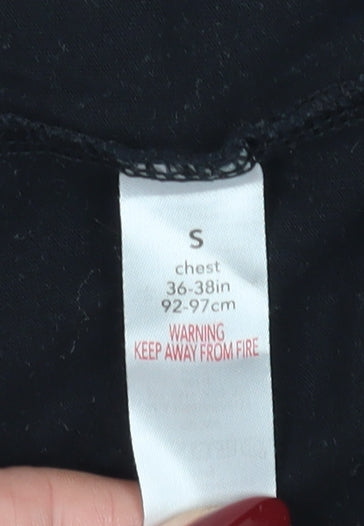 S
chest
36-38in
92-97cm
WARNING
KEEP AWAY FROM FIRE